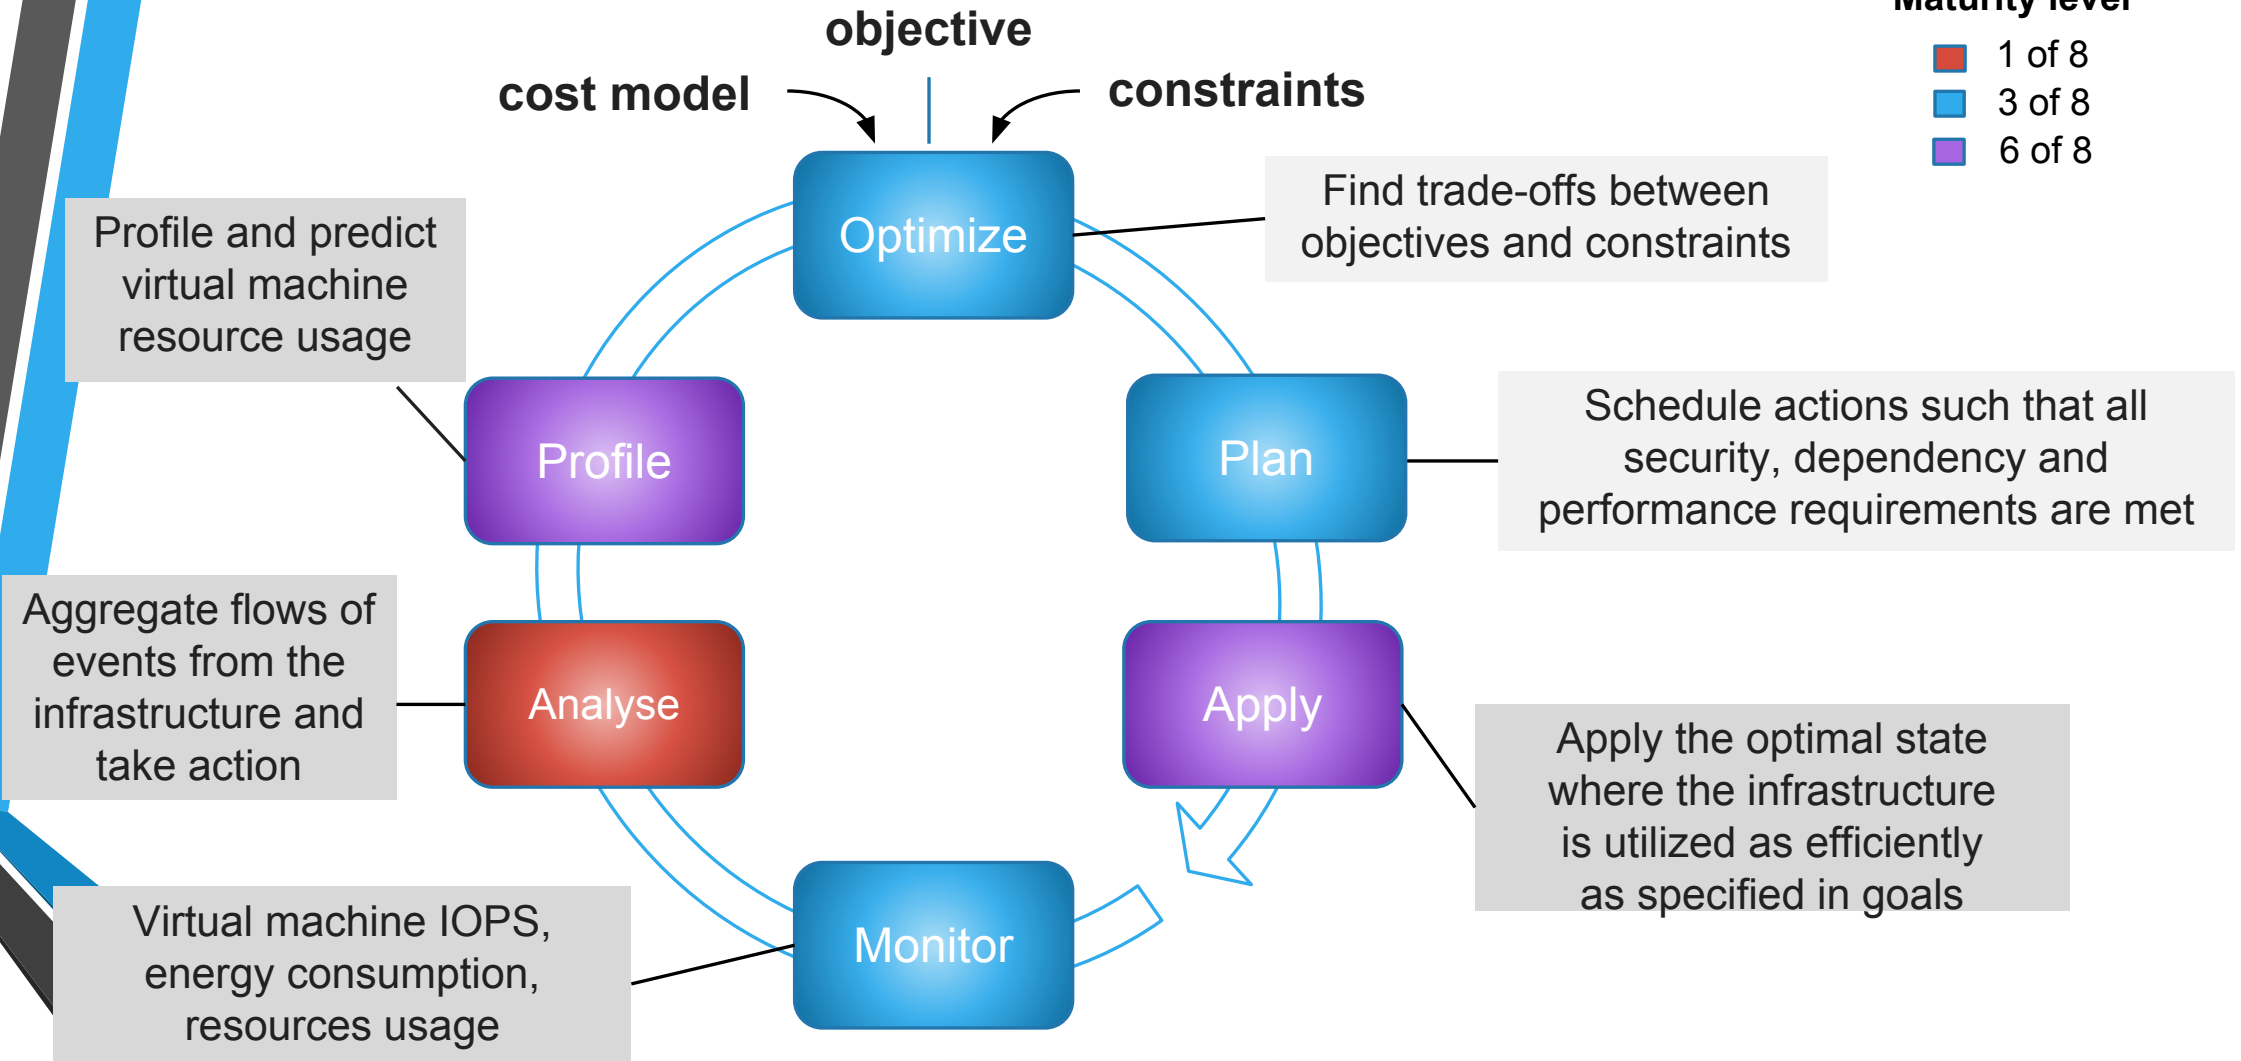 objective
cost model
constraints
Maturity level
1 of 8
3 of 8
6 of 8
Optimize
Find trade-offs between
objectives and constraints
Profile and predict
virtual machine
resource usage
Profile
Plan
Schedule actions such that all
security, dependency and
performance requirements are met
Aggregate flows of
events from the
infrastructure and
take action
Analyse
Apply
Apply the optimal state
where the infrastructure
is utilized as efficiently
as specified in goals
Virtual machine IOPS,
energy consumption,
resources usage
Monitor